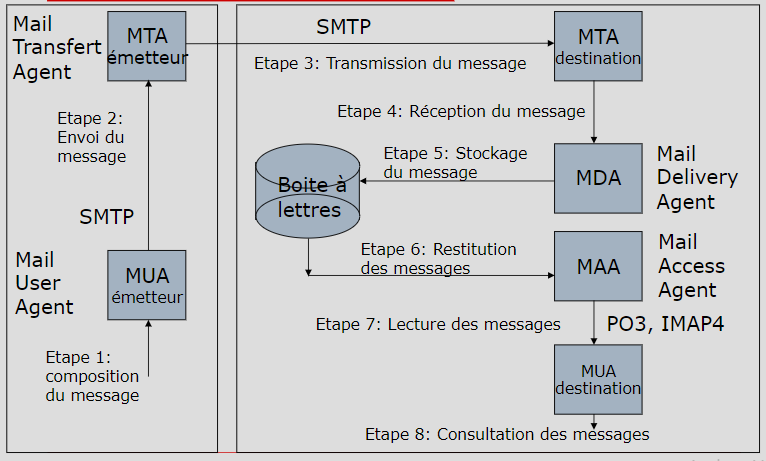 Mail
Transfert
Agent
MTA
émetteur
SMTP
Etape 3: Transmission du message
MTA
destination
Etape 2:
Envoi du
message
Etape 4: Réception du message
Etape 5: Stockage
du message
MDA
Mail
Delivery
Agent
Boite à
lettres
SMTP
Mail
User
Agent
MUA
émetteur
Etape 6: Restitution
des messages
MAA
Mail
Access
Agent
Etape 7: Lecture des messages
PO3, IMAP4
Etape 1:
composition
du message
MUA
destination
Etape 8: Consultation des messages